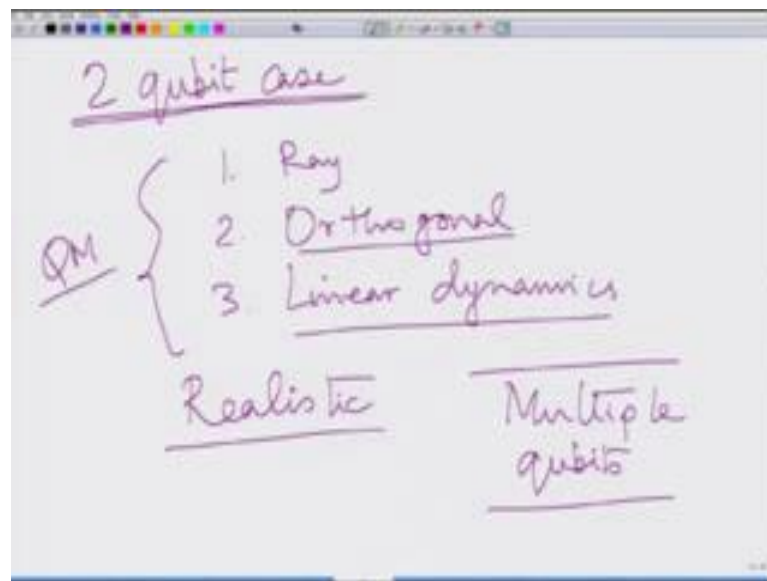 2 qubit case
1. Ray
2. Orthogonal
QM
3. Linear dynamics
Realistic
Multiple
qubits